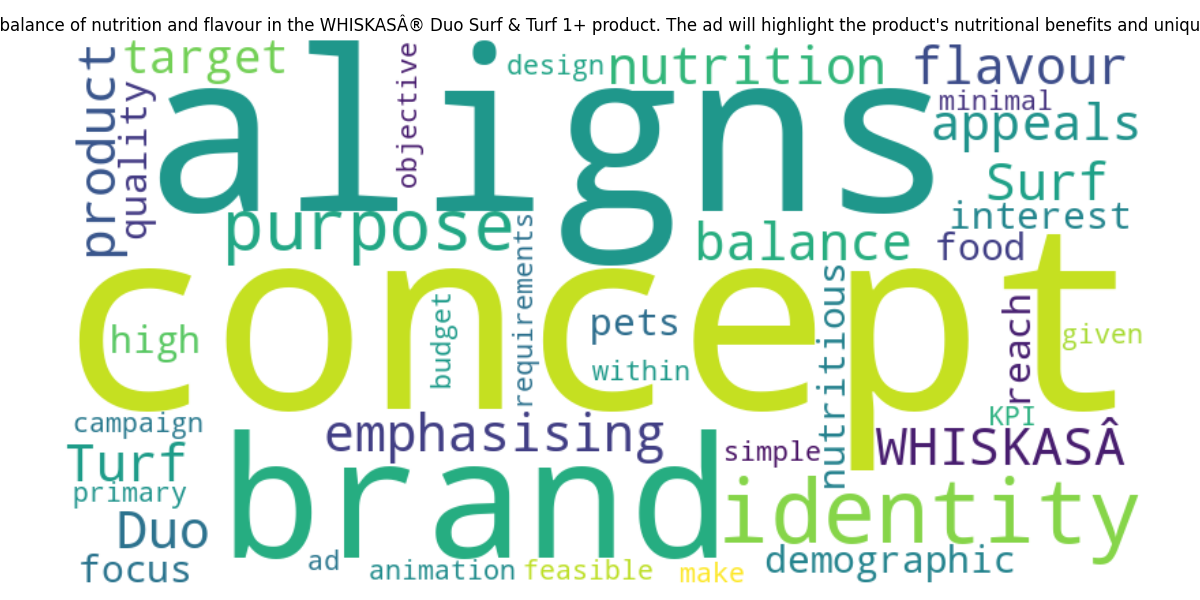 balance of nutrition and flavour in the WHISKASÂ® Duo Surf & Turf 1+ product. The ad will highlight the product's nutritional benefits and uniqu
product
target
quality
aligns
objective
design
nutrition
flavour
minimal
appeals
Surf
interest
purpose
requirements
balance
food
concept
high
budget
pets
within
nutritious
reach
given
KPI
campaign
emphasising
simple
WHISKASÂ
Turf
primary
brand
identity
Duo
focus
ad
animation
feasible
make
demographic